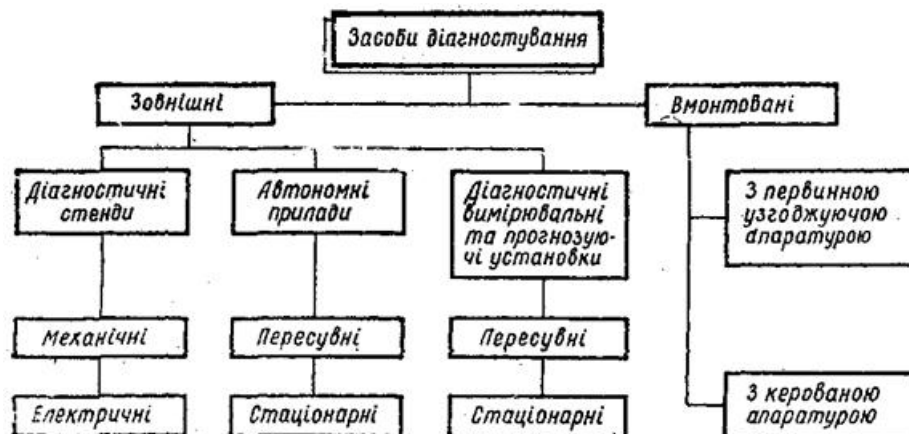 Засоби діагностування
Зовнішні
Вмонтовані
Діагностичні
стенди
Автономні
прилади
Діагностичні
вимірювальні
та прогнозую-
чі установки
З первинною
узгоджуючою
апаратурою
Механічні
Пересувні
Пересувні
Електричні
Стаціонарні
Стаціонарні
З керованою
апаратурою